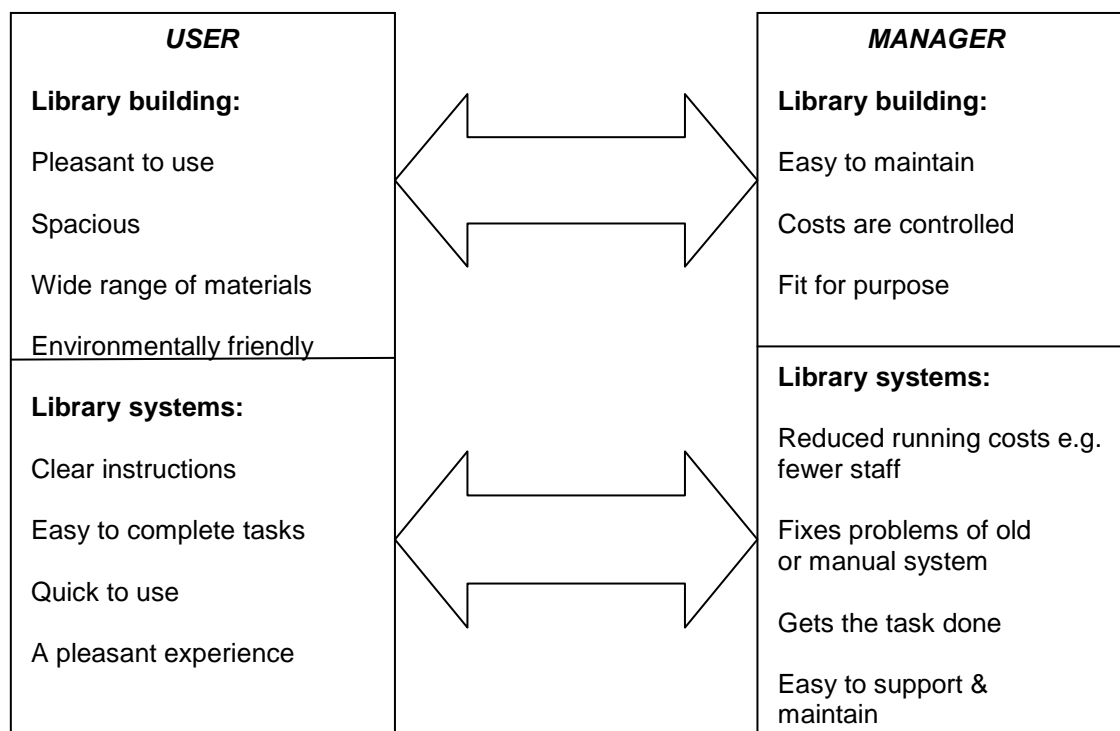 USER
Library building:
Pleasant to use
Spacious
Wide range of materials
Environmentally friendly
Library systems:
Clear instructions
Easy to complete tasks
Quick to use
A pleasant experience
MANAGER
Library building:
Easy to maintain
Costs are controlled
Fit for purpose
Library systems:
Reduced running costs e.g.
fewer staff
Fixes problems of old
or manual system
Gets the task done
Easy to support &
maintain